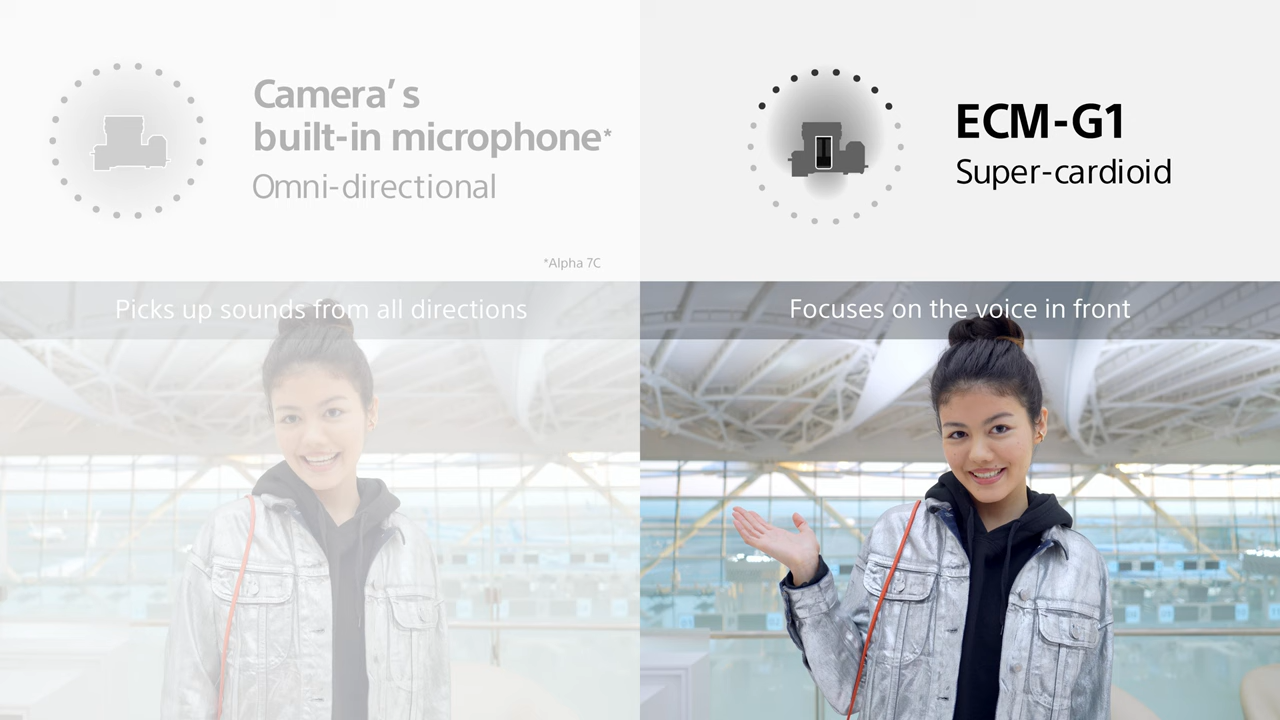 Camera’s
built-in microphone*
Omni-directional
*Alpha 7C
Picks up sounds from all directions
ECM-G1
Super-cardioid
Focuses on the voice in front